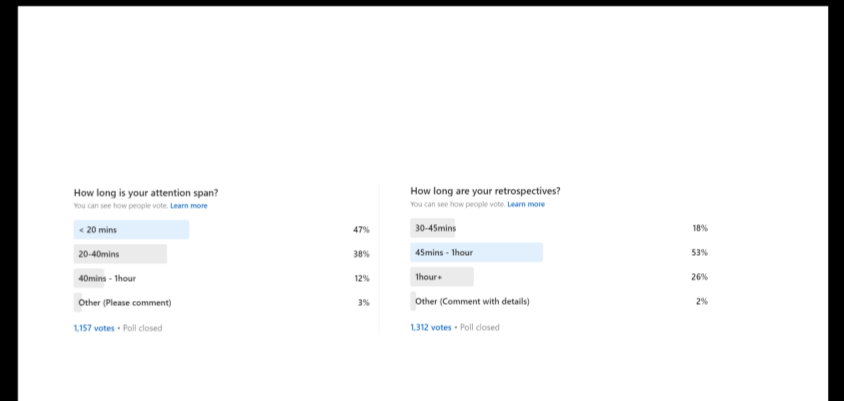 How long is your attention span?
You can see how people vote. Learn more
< 20 mins
47%
20-40mins
38%
40mins - 1hour
12%
Other (Please comment)
3%
1,157 votes • Poll closed
How long are your retrospectives?
You can see how people vote. Learn more
30-45mins
18%
45mins - 1hour
53%
1hour+
26%
Other (Comment with details)
2%
1,312 votes • Poll closed